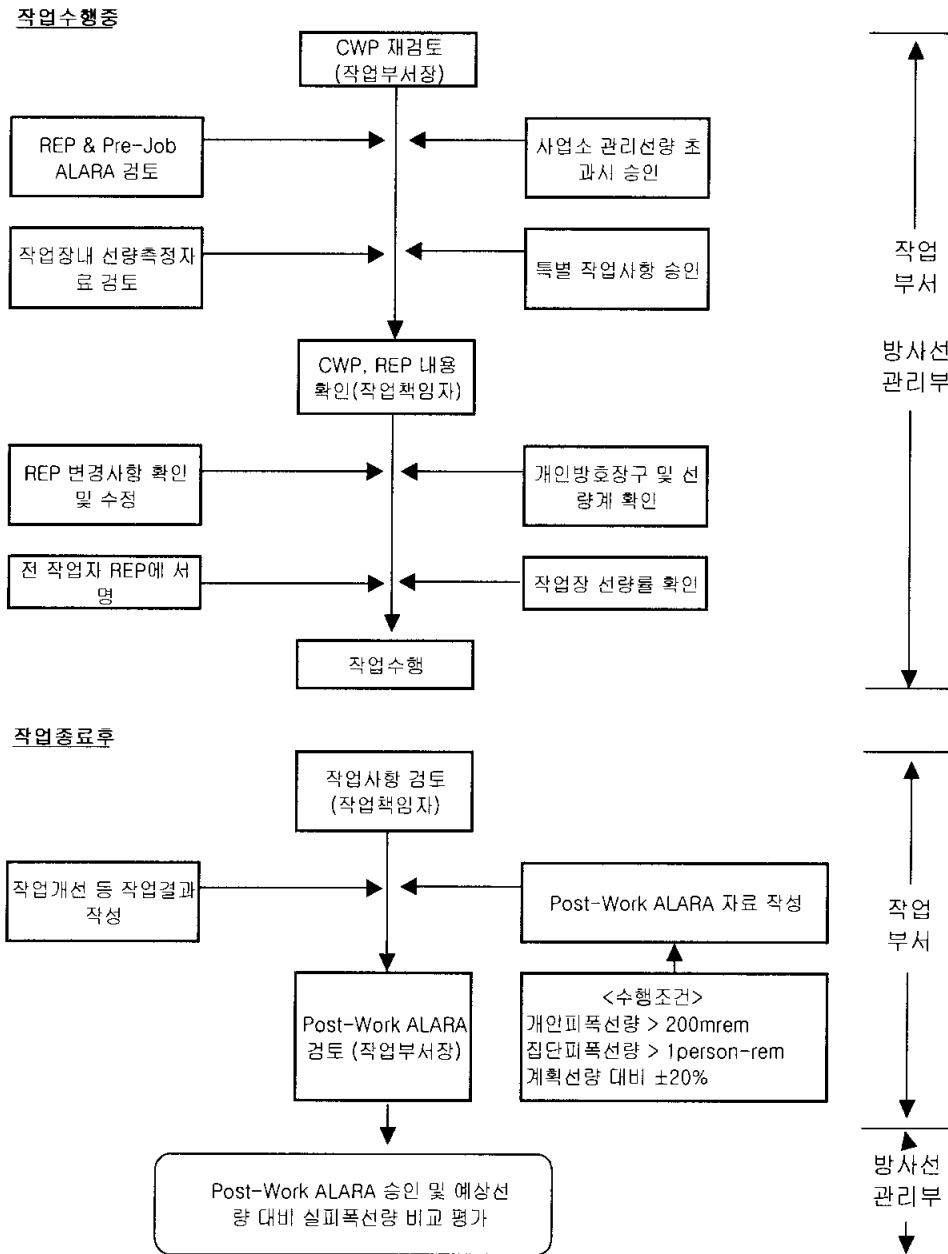 작업수행중
CWP 재검토
(작업부서장)
REP & Pre-Job
ALARA 검토
사업소 관리선량 초
과시 승인
작업장내 선량측정자
료 검토
특별 작업사항 승인
작업
부서
CWP, REP 내용
확인(작업책임자)
방사선
관리부
REP 변경사항 확인
및 수정
개인방호장구 및 선
량계 확인
전 작업자 REP에 서
명
작업장 선량률 확인
작업수행
작업종료후
작업사항 검토
(작업책임자)
작업개선 등 작업결과
작성
Post-Work ALARA 자료 작성
작업
부서
Post-Work ALARA
검토 (작업부서장)
<수행조건>
개안피폭선량 > 200mrem
집단피폭선량 > 1person-rem
계획선량 대비 ±20%
방사선
관리부
Post-Work ALARA 승인 및 예상선
량 대비 실피폭선량 비교 평가